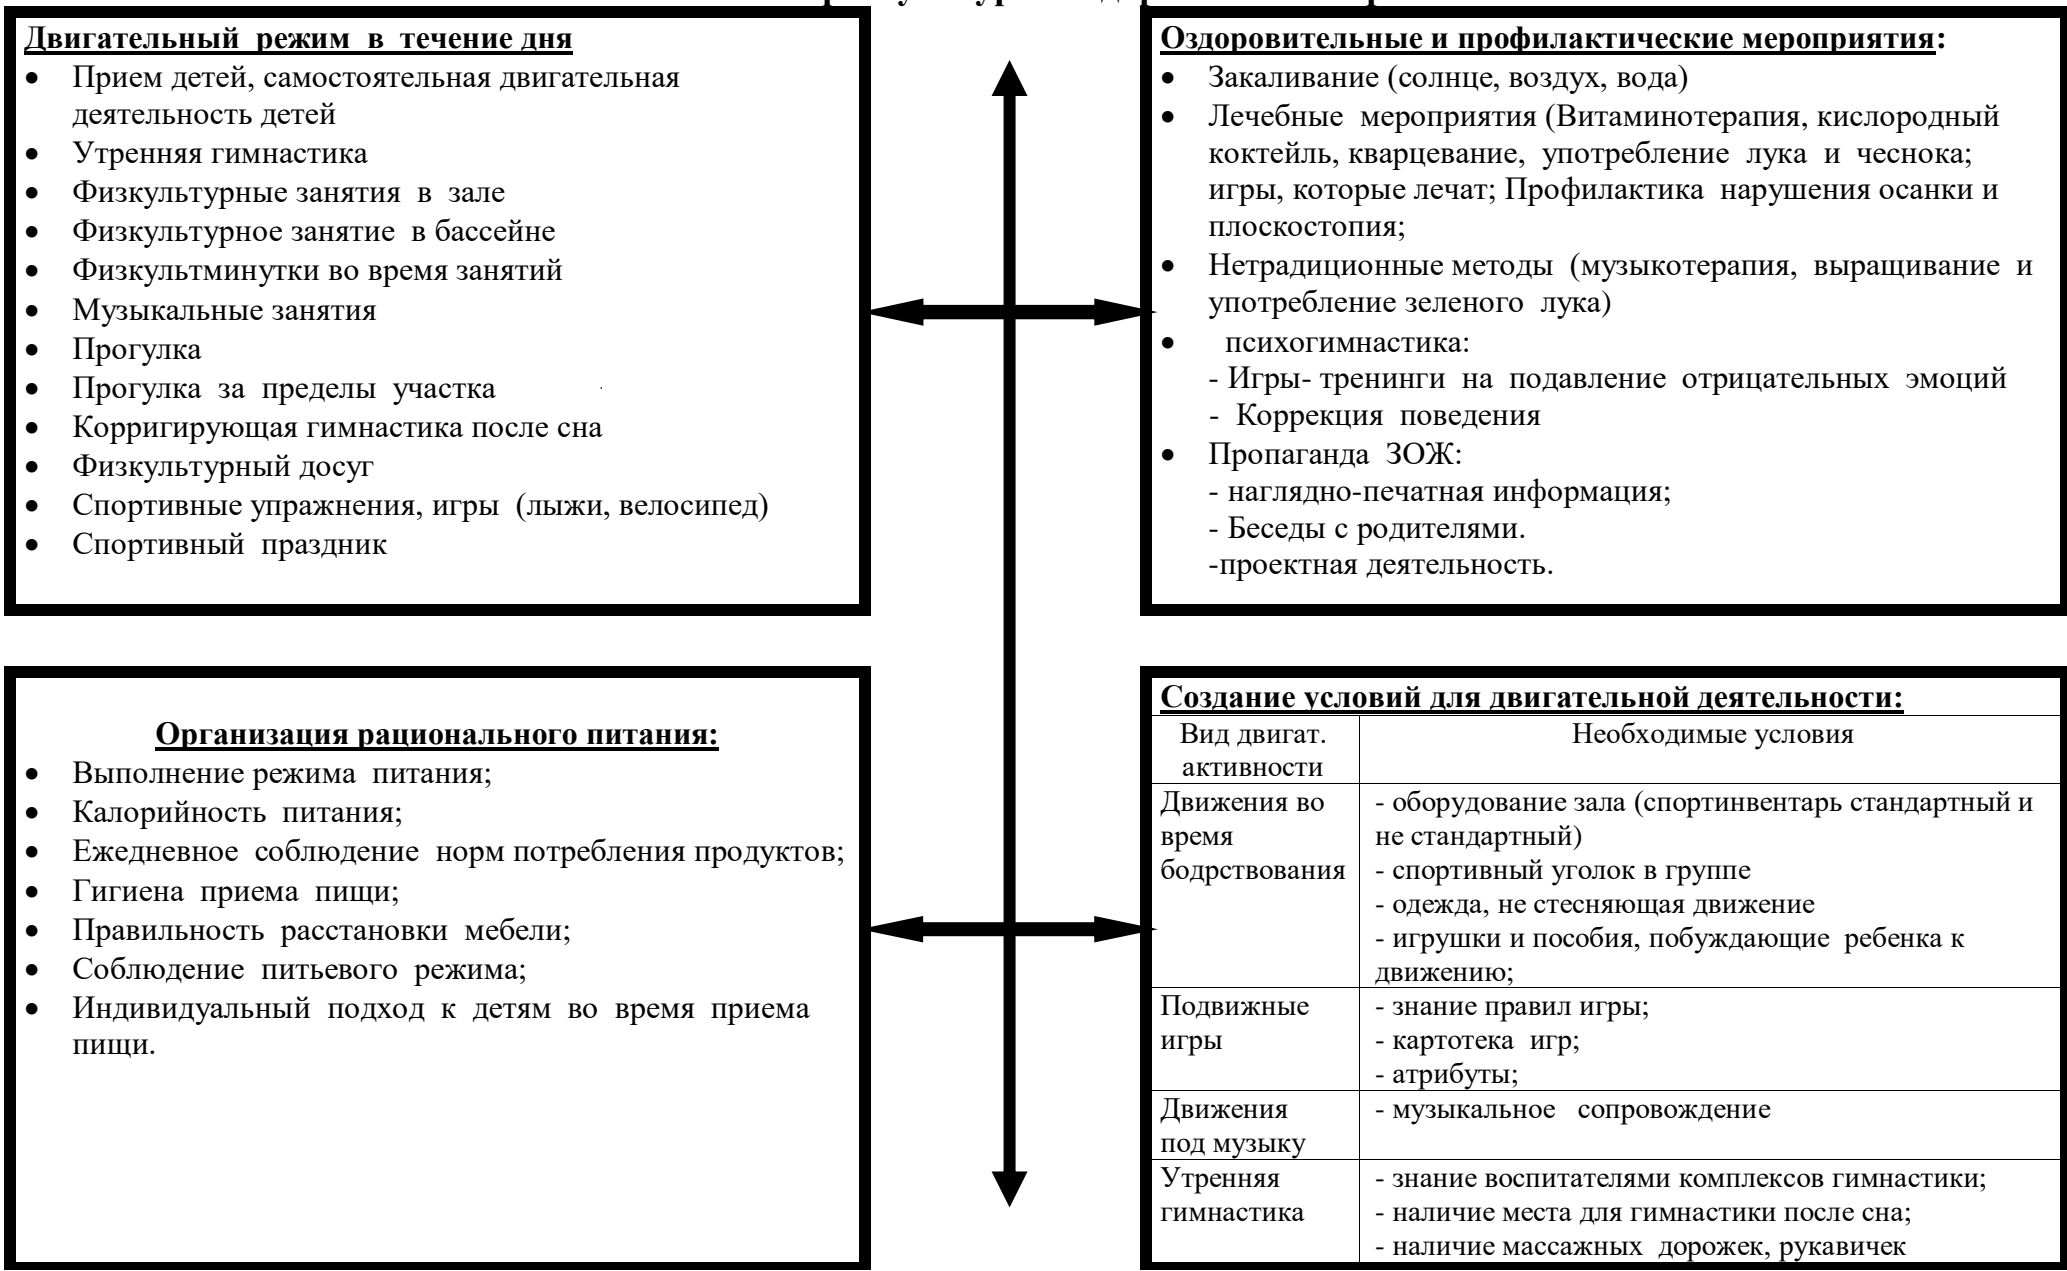 Двигательный режим в течение дня
• Прием детей, самостоятельная двигательная
деятельность детей
• Утренняя гимнастика
• Физкультурные занятия в зале
• Физкультурное занятие в бассейне
• Физкультминутки во время занятий
• Музыкальные занятия
• Прогулка
• Прогулка за пределы участка
• Корригирующая гимнастика после сна
• Физкультурный досуг
• Спортивные упражнения, игры (лыжи, велосипед)
• Спортивный праздник
Оздоровительные и профилактические мероприятия:
• Закаливание (солнце, воздух, вода)
• Лечебные мероприятия (Витаминотерапия, кислородный
коктейль, кварцевание, употребление лука и чеснока;
игры, которые лечат; Профилактика нарушения осанки и
плоскостопия;
• Нетрадиционные методы (музыкотерапия, выращивание и
употребление зеленого лука)
• психогимнастика:
- Игры- тренинги на подавление отрицательных эмоций
- Коррекция поведения
• Пропаганда ЗОЖ:
- наглядно-печатная информация;
- Беседы с родителями.
-проектная деятельность.
Организация рационального питания:
• Выполнение режима питания;
• Калорийность питания;
• Ежедневное соблюдение норм потребления продуктов;
• Гигиена приема пищи;
• Правильность расстановки мебели;
• Соблюдение питьевого режима;
• Индивидуальный подход к детям во время приема
пищи.
Создание условий для двигательной деятельности:
Вид двигат.
активности
Необходимые условия
Движения во
время
бодрствования
- оборудование зала (спортинвентарь стандартный и
не стандартный)
- спортивный уголок в группе
- одежда, не стесняющая движение
- игрушки и пособия, побуждающие ребенка к
движению;
Подвижные
игры
- знание правил игры;
- картотека игр;
- атрибуты;
Движения
под музыку
- музыкальное сопровождение
Утренняя
гимнастика
- знание воспитателями комплексов гимнастики;
- наличие места для гимнастики после сна;
- наличие массажных дорожек, рукавичек